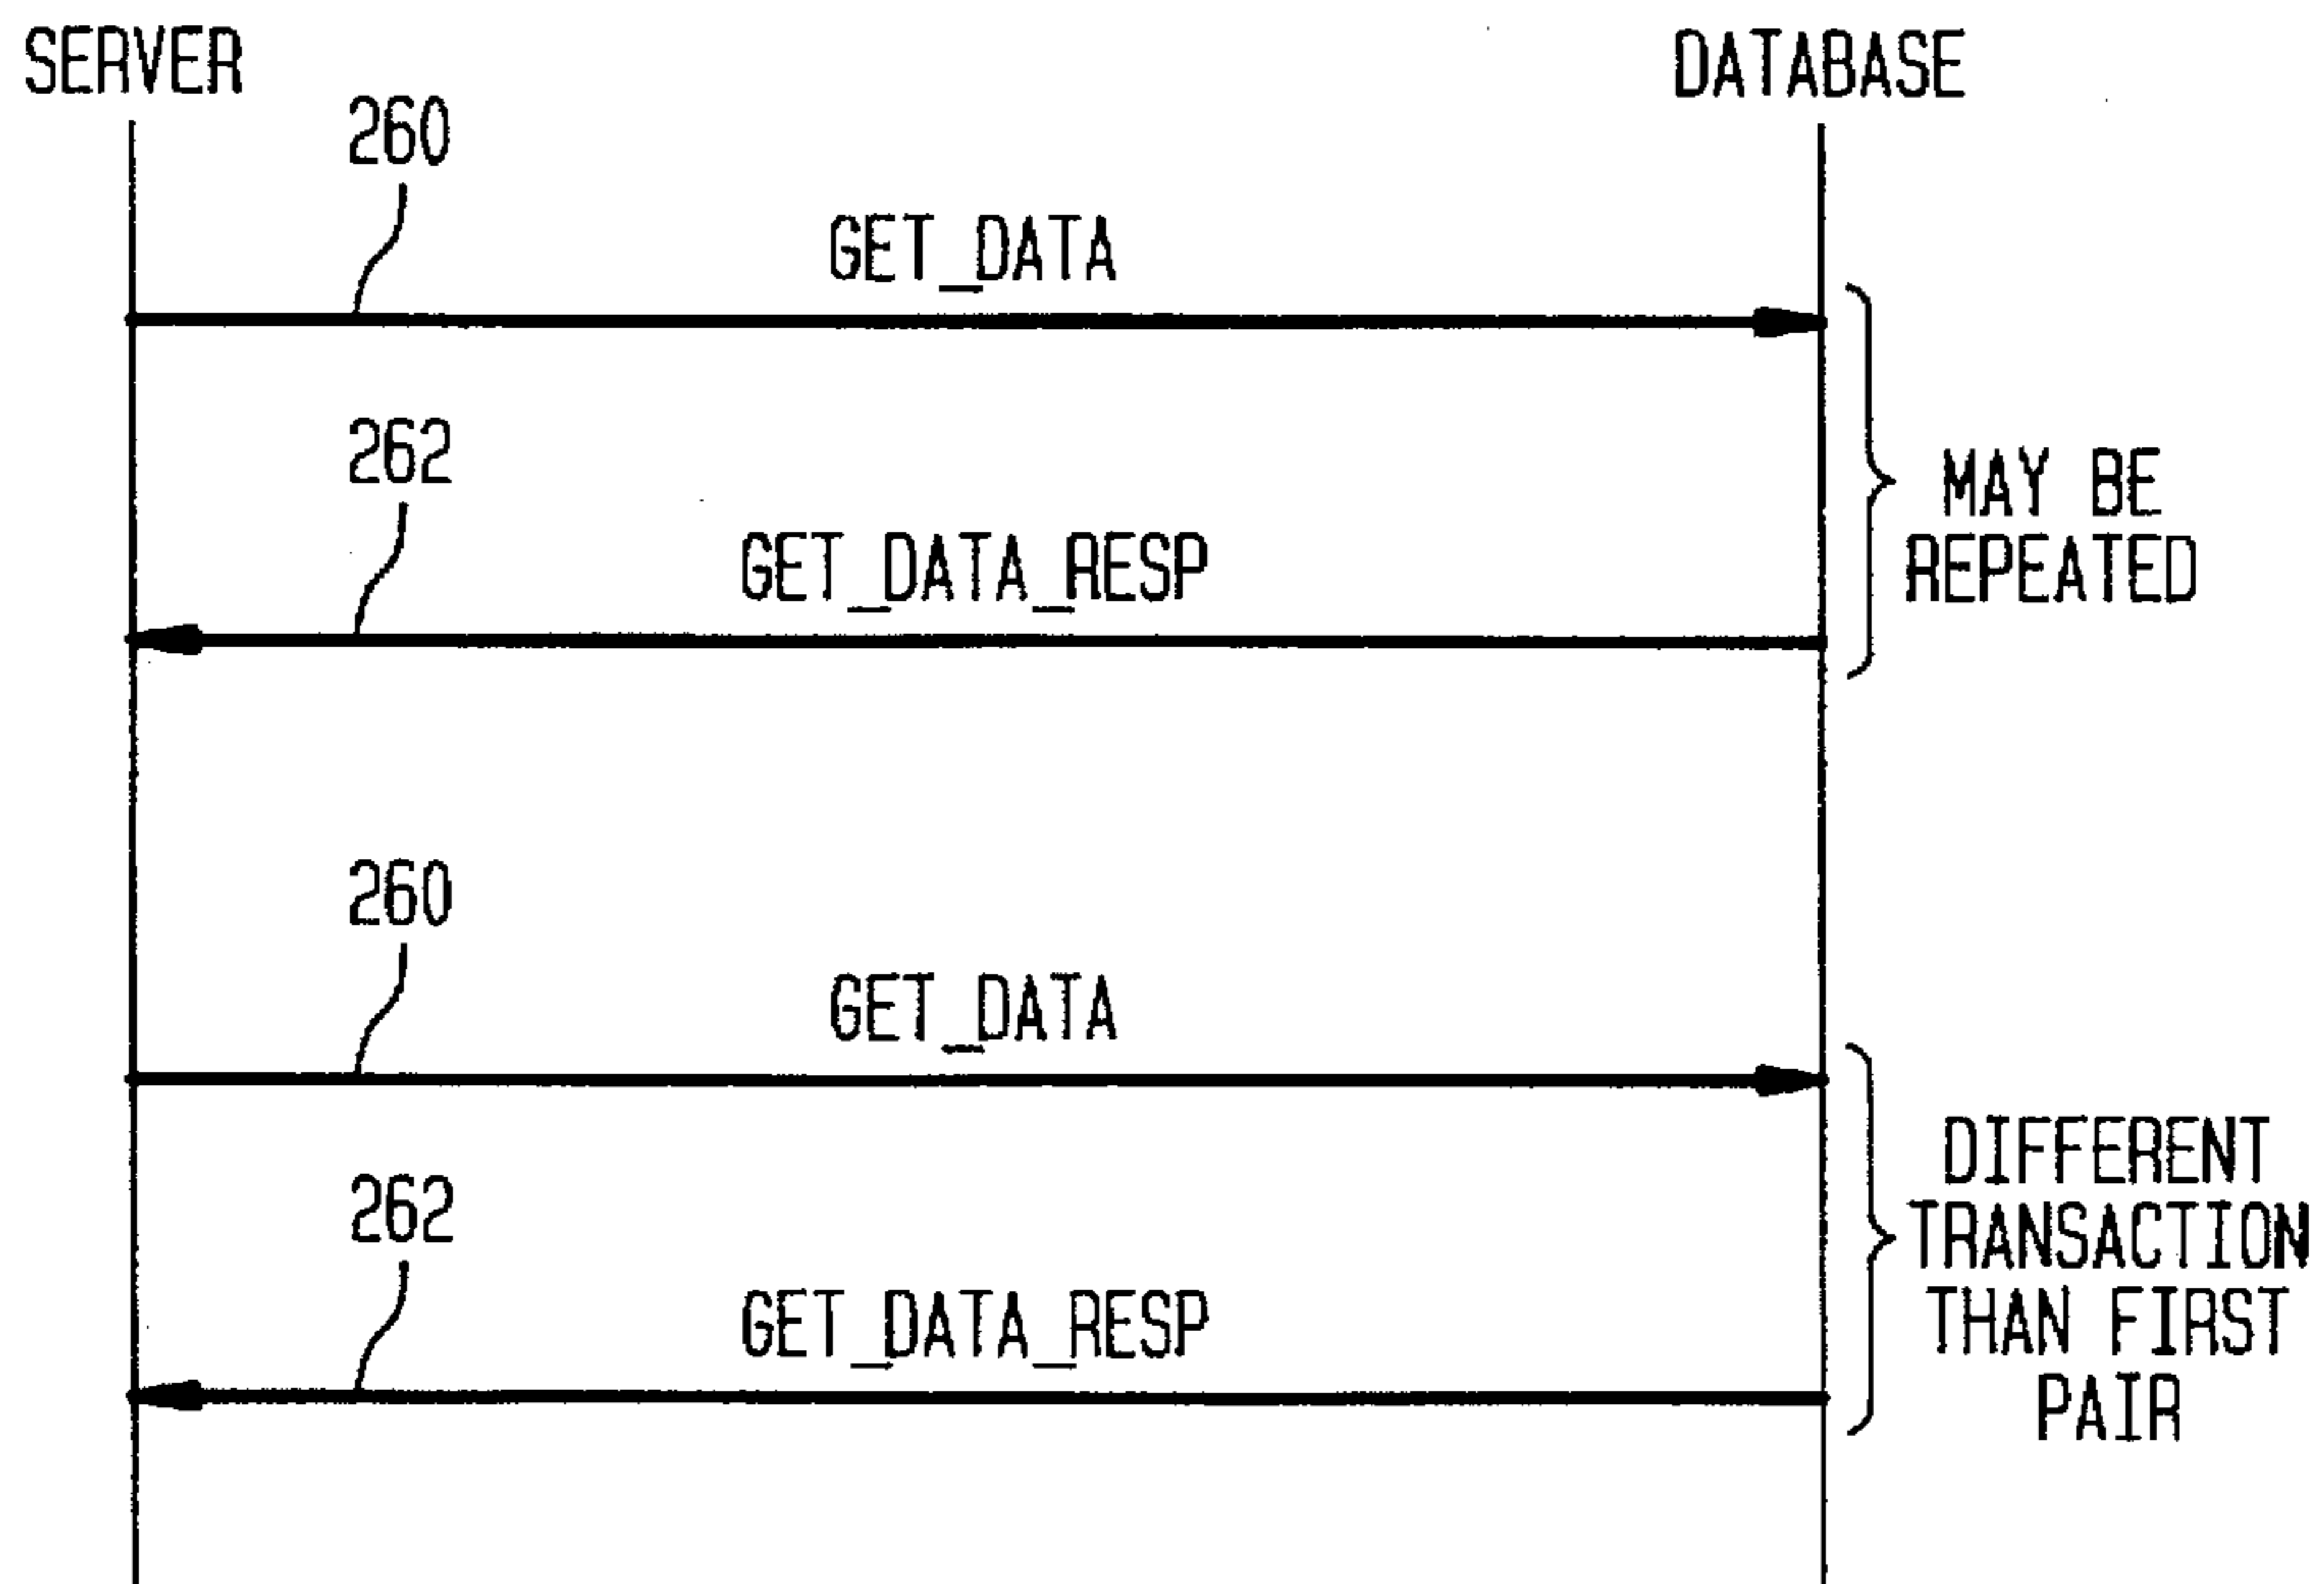 SERVER
DATABASE
260
GET_DATA
262
GET_DATA_RESP
MAY BE
REPEATED
260
GET_DATA
262
GET_DATA_RESP
DIFFERENT
TRANSACTION
THAN FIRST
PAIR